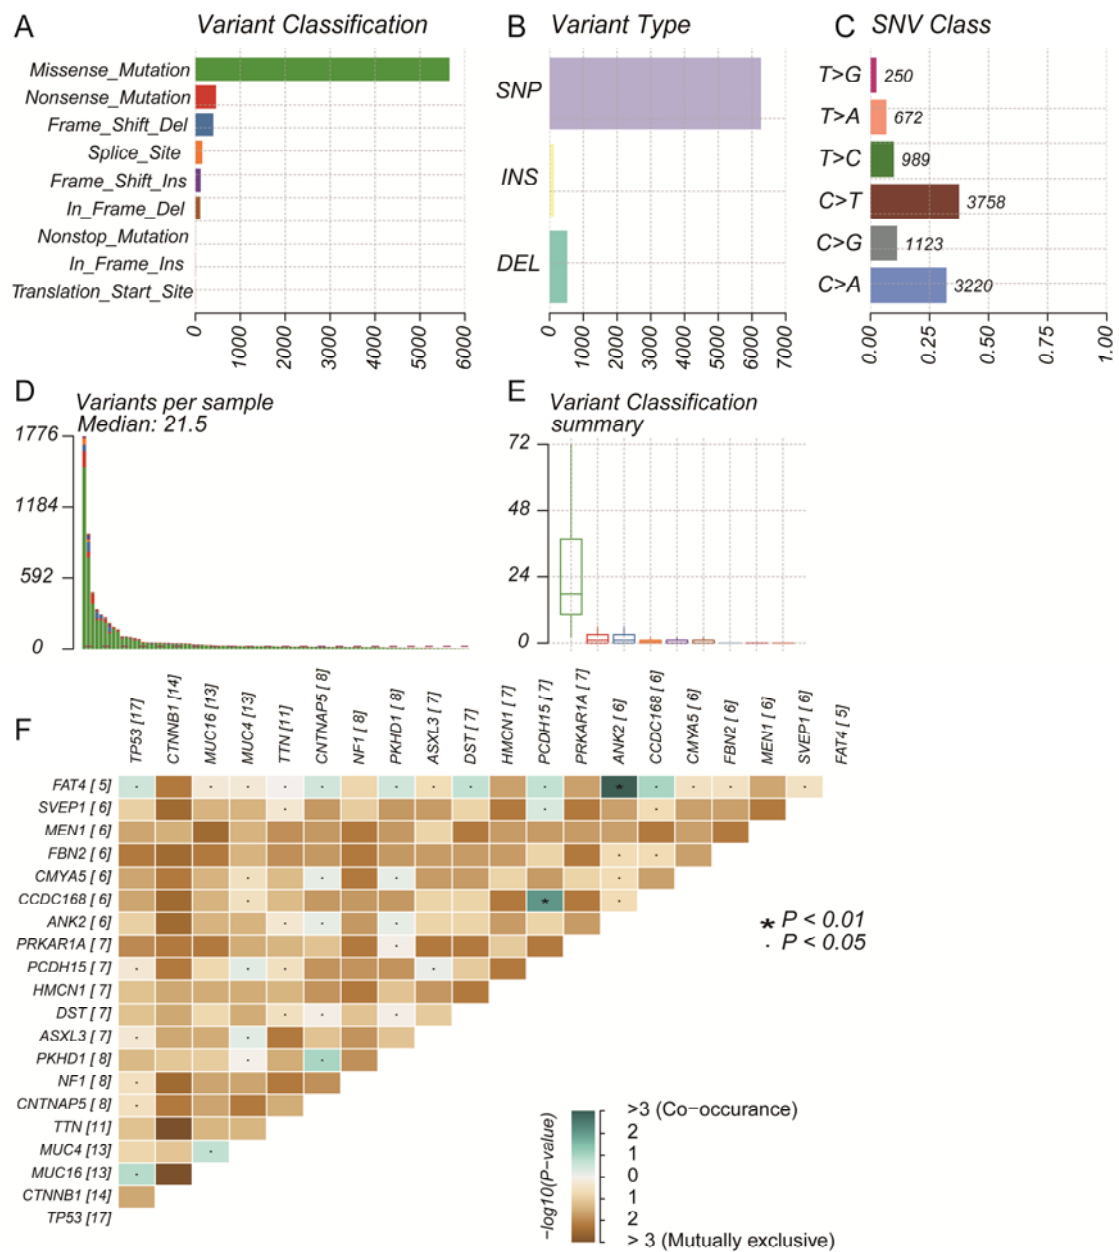 A Variant Classification
Missense_Mutation
Nonsense_Mutation
Frame_Shift_Del
Splice_Site
Frame_Shift_Ins
In_Frame_Del
Nonstop_Mutation
In_Frame_Ins
Translation_Start_Site
0 1000 2000 3000 4000 5000 6000
B Variant Type
SNP
INS
DEL
0 1000 2000 3000 4000 5000 6000 7000
C SNV Class
T>G 250
T>A 672
T>C 989
C>T 3758
C>G 1123
C>A 3220
0.00 0.25 0.50 0.75 1.00
D Variants per sample
Median: 21.5
1776
1184
592
0
E Variant Classification
summary
72
48
24
0
F
TP53 [17] CTNNB1 [14] MUC16 [13] MUC4 [13] TTN [11] CNTNAP5 [ 8] NF1 [ 8] PKHD1 [ 8] ASXL3 [ 7] DST [ 7] HMCN1 [ 7] PCDH15 [ 7] PRKAR1A [ 7] ANK2 [ 6] CCDC168 [ 6] CMYA5 [ 6] FBN2 [ 6] MEN1 [ 6] SVEP1 [ 6] FAT4 [ 5]
FAT4 [ 5]
SVEP1 [ 6]
MEN1 [ 6]
FBN2 [ 6]
CMYA5 [ 6]
CCDC168 [ 6]
ANK2 [ 6]
PRKAR1A [ 7]
PCDH15 [ 7]
HMCN1 [ 7]
DST [ 7]
ASXL3 [ 7]
PKHD1 [ 8]
NF1 [ 8]
CNTNAP5 [ 8]
TTN [11]
MUC4 [13]
MUC16 [13]
CTNNB1 [14]
TP53 [17]
* P < 0.01
· P < 0.05
−log10(P−value)
>3 (Co−occurance)
2
1
0
1
2
> 3 (Mutually exclusive)